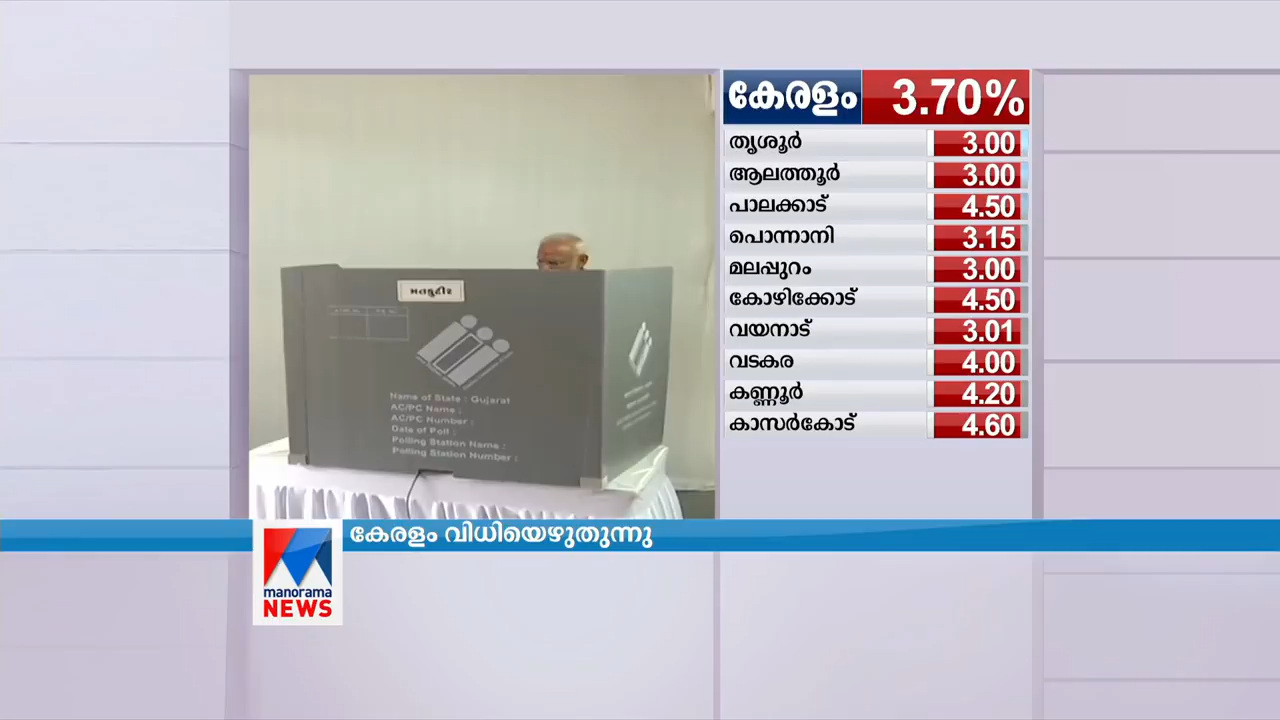 കേരളം 3.70%
തൃശൂർ 3.00
ആലത്തൂർ 3.00
പാലക്കാട് 4.50
പൊന്നാനി 3.15
മലപ്പുറം 3.00
കോഴിക്കോട് 4.50
വയനാട് 3.01
വടകര 4.00
കണ്ണൂർ 4.20
കാസർകോട് 4.60
મતકુટીર
Name of State : Gujarat
AC/PC Name :
AC/PC Number :
Date of Poll :
Polling Station Name :
Polling Station Number :
കേരളം വിധിയെഴുതുന്നു
manorama
NEWS